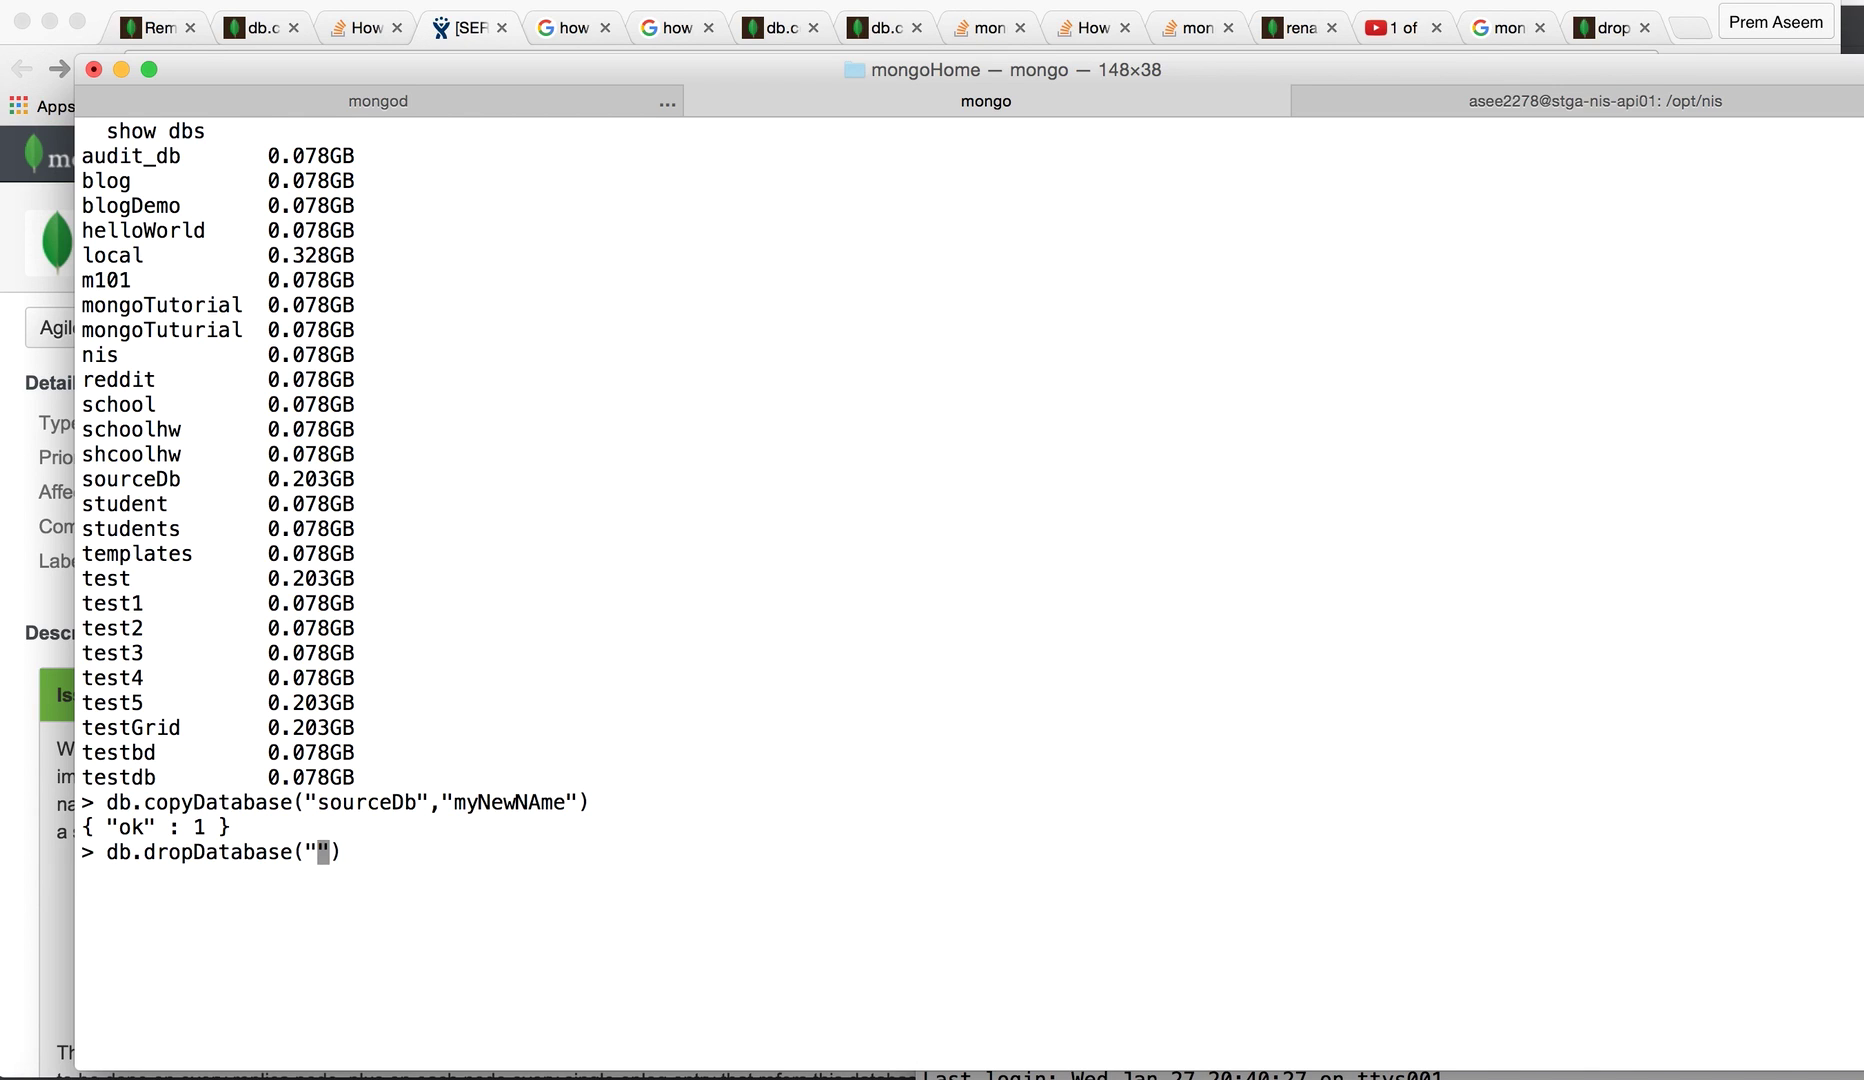 Rem
db.c
How
[SEF
how
how
db.c
db.c
mon
How
mon
rena
1 of
mon
drop
Prem Aseem
mongoHome — mongo — 148×38
Apps
mongod ...
mongo
asee2278@stga-nis-api01: /opt/nis
show dbs
audit_db 0.078GB
blog 0.078GB
blogDemo 0.078GB
helloWorld 0.078GB
local 0.328GB
m101 0.078GB
mongoTutorial 0.078GB
mongoTuturial 0.078GB
nis 0.078GB
reddit 0.078GB
school 0.078GB
schoolhw 0.078GB
shcoolhw 0.078GB
sourceDb 0.203GB
student 0.078GB
students 0.078GB
templates 0.078GB
test 0.203GB
test1 0.078GB
test2 0.078GB
test3 0.078GB
test4 0.078GB
test5 0.203GB
testGrid 0.203GB
testbd 0.078GB
testdb 0.078GB
> db.copyDatabase("sourceDb","myNewNAme")
{ "ok" : 1 }
> db.dropDatabase("")
mo
Agile
Detail
Type
Prio
Affe
Com
Labe
Descr
Is
W
im
na
a s
Th
Last login: Wed Jan 27 20:40:27 on ttys001